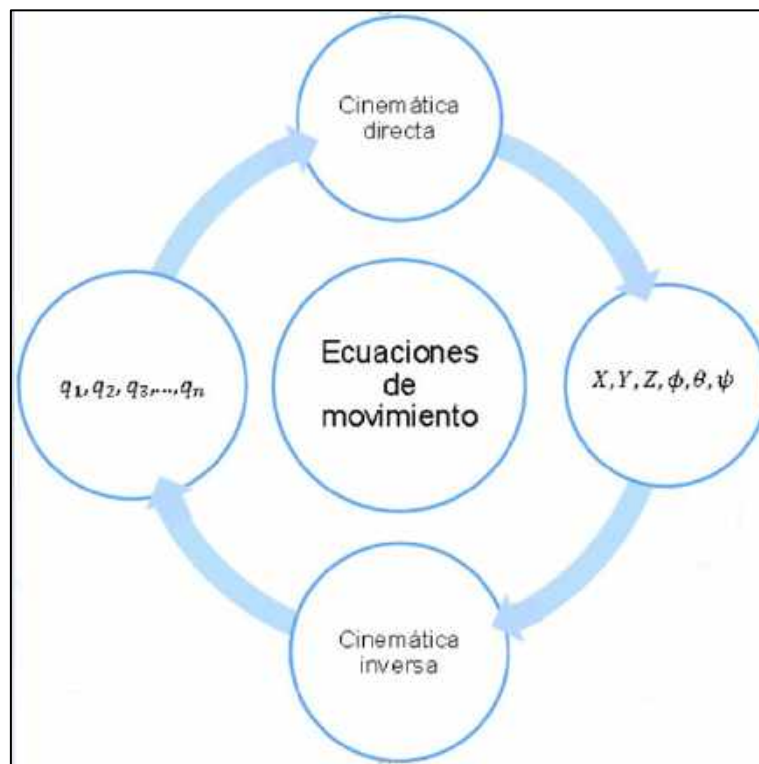 Cinemática
directa
q₁, q₂, q₃,..., qₙ
Ecuaciones
de
movimiento
X, Y, Z, ϕ, θ, ψ
Cinemática
inversa